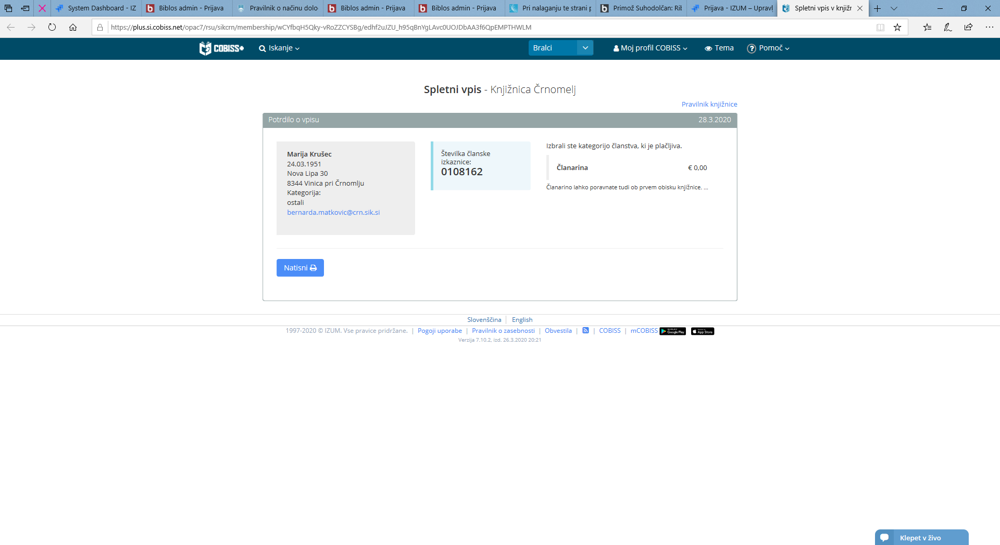 System Dashboard - IZ
Biblos admin - Prijava
Pravilnik o načinu dolo
Biblos admin - Prijava
Biblos admin - Prijava
Pri nalaganju te strani p
Primož Suhodolčan: Rib
Prijava - IZUM – Upravl
Spletni vpis v knjižn
https://plus.si.cobiss.net/opac7/rsu/sikcrn/membership/wCYfbqH5Qky-vRoZZCYSBg/edhf2uJZU_h95qBnYgLAvc0UOJDbAA3f6QpEMPTHWLM
COBISS+
Iskanje
Bralci
Moj profil COBISS
Tema
Pomoč
Spletni vpis - Knjižnica Črnomelj
Pravilnik knjižnice
Potrdilo o vpisu
28.3.2020
Marija Krušec
24.03.1951
Nova Lipa 30
8344 Vinica pri Črnomlju
Kategorija:
ostali
bernarda.matkovic@crn.sik.si
Številka članske
izkaznice:
0108162
Izbrali ste kategorijo članstva, ki je plačljiva.
Članarina € 0,00
Članarino lahko poravnate tudi ob prvem obisku knjižnice. ...
Natisni
Slovenščina | English
1997-2020 © IZUM. Vse pravice pridržane. | Pogoji uporabe | Pravilnik o zasebnosti | Obvestila | | COBISS | mCOBISS Google Play App Store
Verzija 7.10.2, izd. 26.3.2020 20:21
Klepet v živo